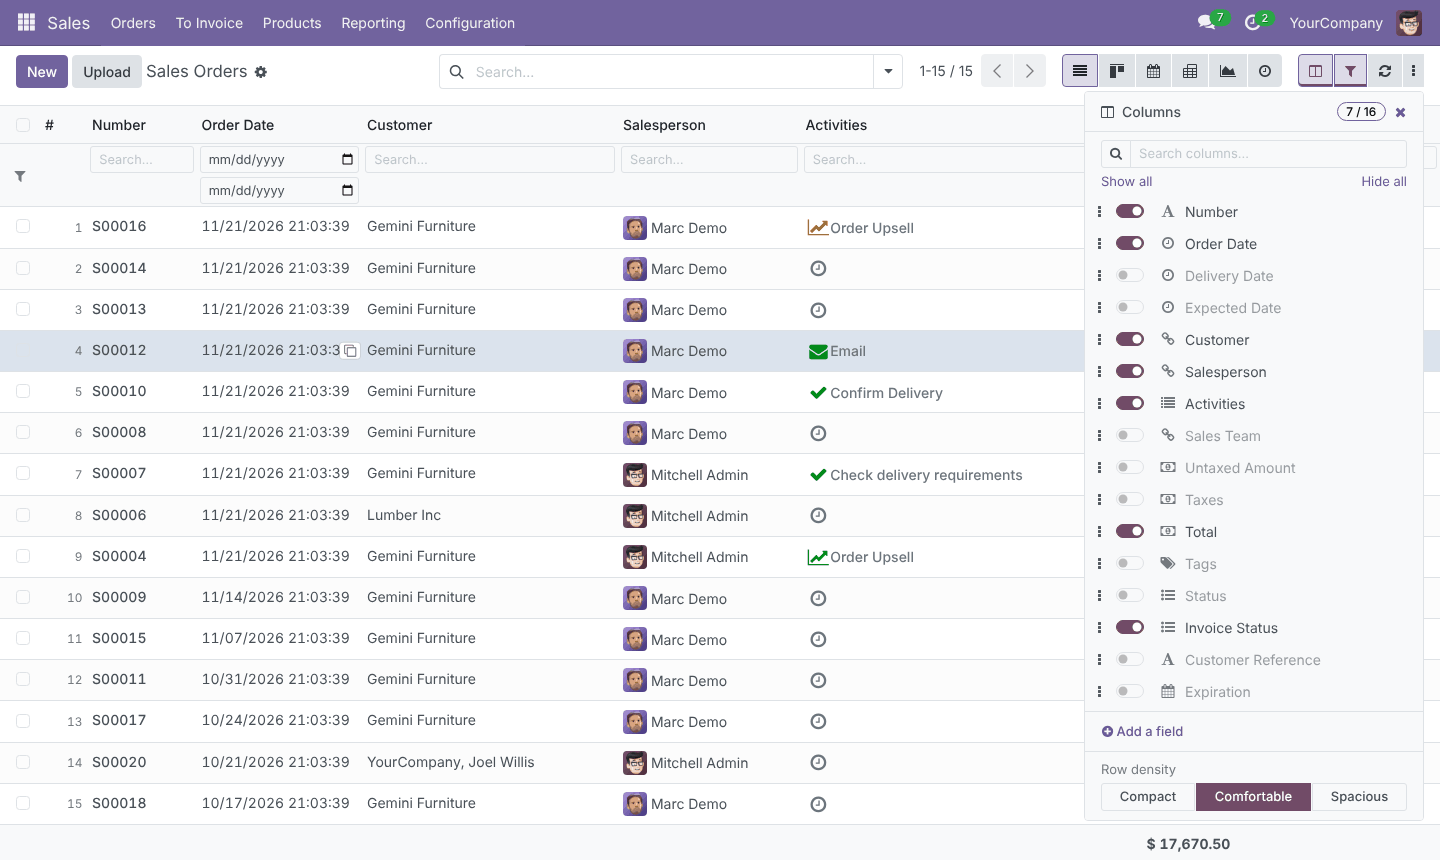 Sales Orders To Invoice Products Reporting Configuration 7 2 YourCompany
New Upload Sales Orders Search... 1-15 / 15
# Number Order Date Customer Salesperson Activities
Search... mm/dd/yyyy Search... Search... Search...
mm/dd/yyyy
1 S00016 11/21/2026 21:03:39 Gemini Furniture Marc Demo Order Upsell
2 S00014 11/21/2026 21:03:39 Gemini Furniture Marc Demo
3 S00013 11/21/2026 21:03:39 Gemini Furniture Marc Demo
4 S00012 11/21/2026 21:03:3 Gemini Furniture Marc Demo Email
5 S00010 11/21/2026 21:03:39 Gemini Furniture Marc Demo Confirm Delivery
6 S00008 11/21/2026 21:03:39 Gemini Furniture Marc Demo
7 S00007 11/21/2026 21:03:39 Gemini Furniture Mitchell Admin Check delivery requirements
8 S00006 11/21/2026 21:03:39 Lumber Inc Mitchell Admin
9 S00004 11/21/2026 21:03:39 Gemini Furniture Mitchell Admin Order Upsell
10 S00009 11/14/2026 21:03:39 Gemini Furniture Marc Demo
11 S00015 11/07/2026 21:03:39 Gemini Furniture Marc Demo
12 S00011 10/31/2026 21:03:39 Gemini Furniture Marc Demo
13 S00017 10/24/2026 21:03:39 Gemini Furniture Marc Demo
14 S00020 10/21/2026 21:03:39 YourCompany, Joel Willis Mitchell Admin
15 S00018 10/17/2026 21:03:39 Gemini Furniture Marc Demo
$ 17,670.50
Columns 7 / 16
Search columns...
Show all Hide all
Number
Order Date
Delivery Date
Expected Date
Customer
Salesperson
Activities
Sales Team
Untaxed Amount
Taxes
Total
Tags
Status
Invoice Status
Customer Reference
Expiration
Add a field
Row density
Compact Comfortable Spacious